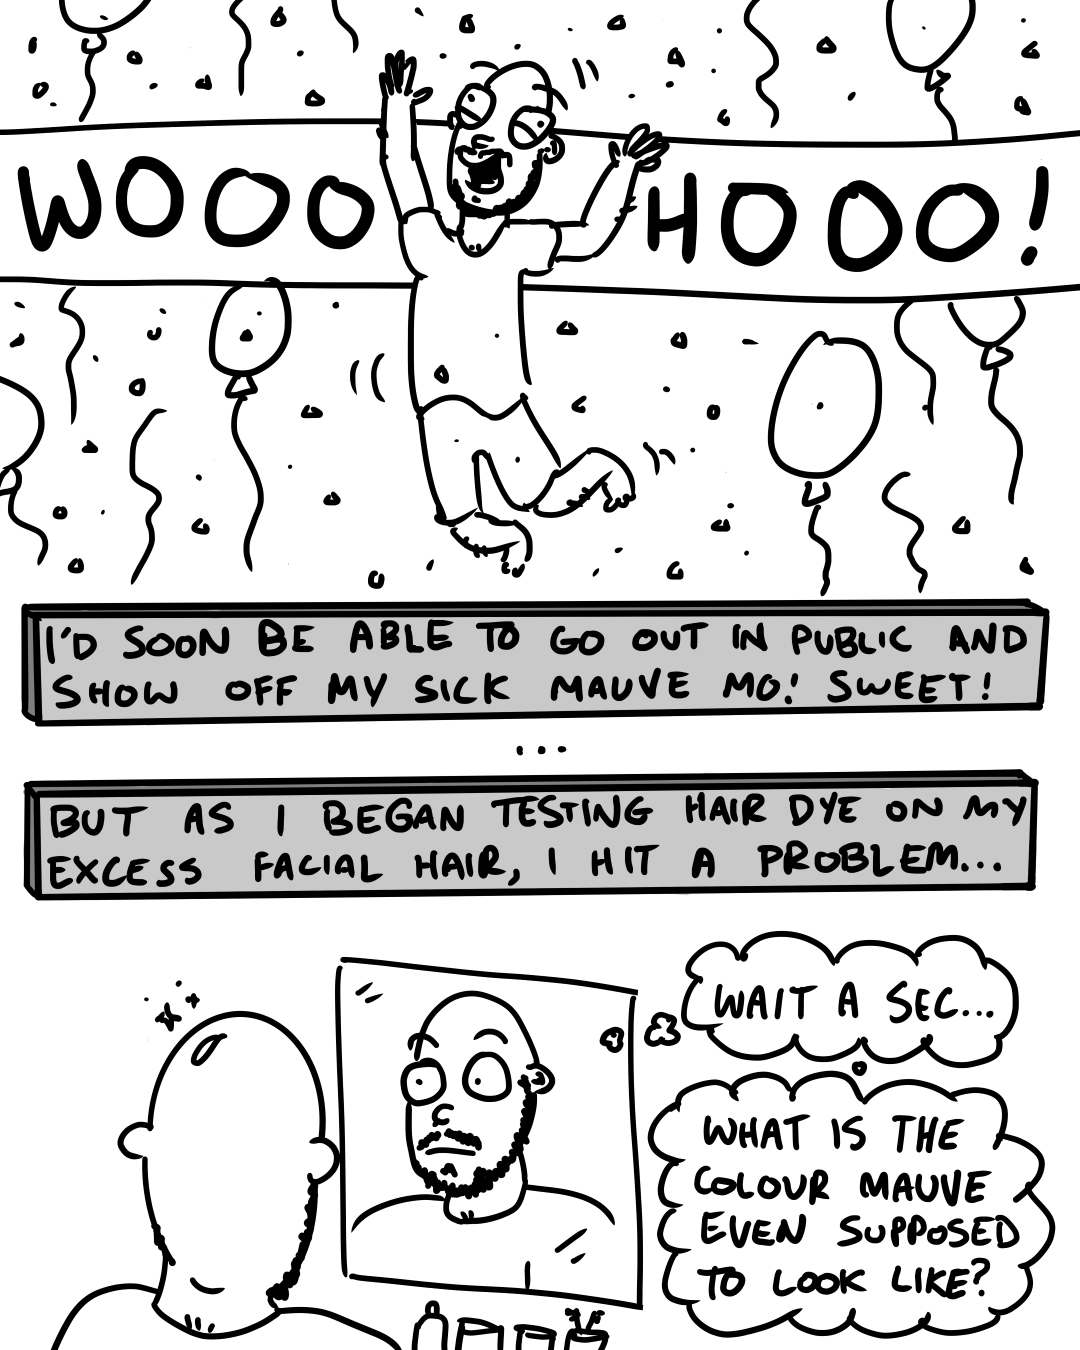 WOOO HOOO!
I'D SOON BE ABLE TO GO OUT IN PUBLIC AND
SHOW OFF MY SICK MAUVE MO! SWEET!
...
BUT AS I BEGAN TESTING HAIR DYE ON MY
EXCESS FACIAL HAIR, I HIT A PROBLEM...
WAIT A SEC...
WHAT IS THE
COLOUR MAUVE
EVEN SUPPOSED
TO LOOK LIKE?